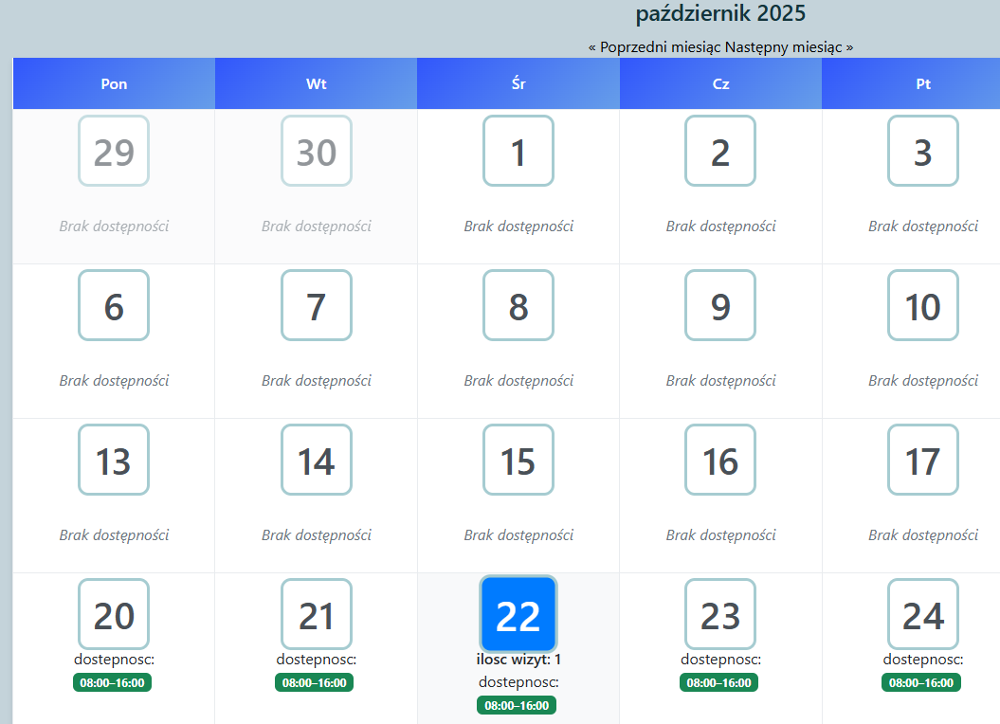 październik 2025
« Poprzedni miesiąc Następny miesiąc »
Pon Wt Śr Cz Pt
29 30 1 2 3
Brak dostępności Brak dostępności Brak dostępności Brak dostępności Brak dostępności
6 7 8 9 10
Brak dostępności Brak dostępności Brak dostępności Brak dostępności Brak dostępności
13 14 15 16 17
Brak dostępności Brak dostępności Brak dostępności Brak dostępności Brak dostępności
20 21 22 23 24
dostepnosc: dostepnosc: ilosc wizyt: 1 dostepnosc: dostepnosc:
08:00–16:00 08:00–16:00 dostepnosc: 08:00–16:00 08:00–16:00
08:00–16:00